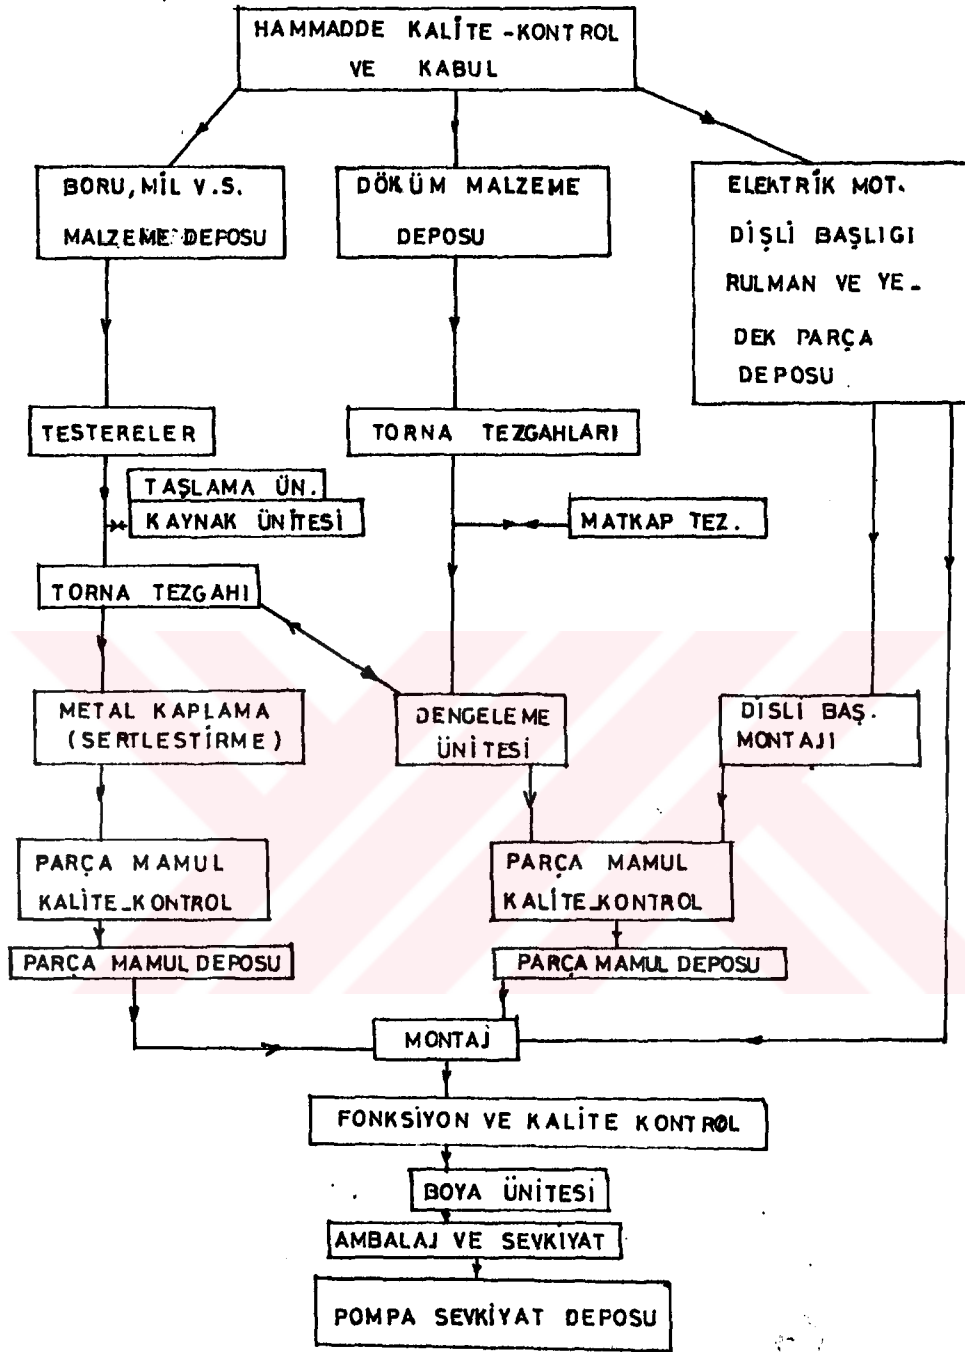 HAMMADDE KALİTE-KONTROL
VE KABUL
BORU, MİL V.S.
MALZEME DEPOSU
DÖKÜM MALZEME
DEPOSU
ELEKTRİK MOT.
DİŞLİ BAŞLIGI
RULMAN VE YE-
DEK PARÇA
DEPOSU
TESTERELER
TORNA TEZGAHLARI
TAŞLAMA ÜN.
KAYNAK ÜNİTESİ
MATKAP TEZ.
TORNA TEZGAHI
METAL KAPLAMA
(SERTLESTİRME)
DENGELEME
ÜNİTESİ
DİSLİ BAŞ.
MONTAJI
PARÇA MAMUL
KALİTE-KONTROL
PARÇA MAMUL
KALİTE-KONTROL
PARÇA MAMUL DEPOSU
PARÇA MAMUL DEPOSU
MONTAJ
FONKSİYON VE KALİTE KONTROL
BOYA ÜNİTESİ
AMBALAJ VE SEVKİYAT
POMPA SEVKİYAT DEPOSU